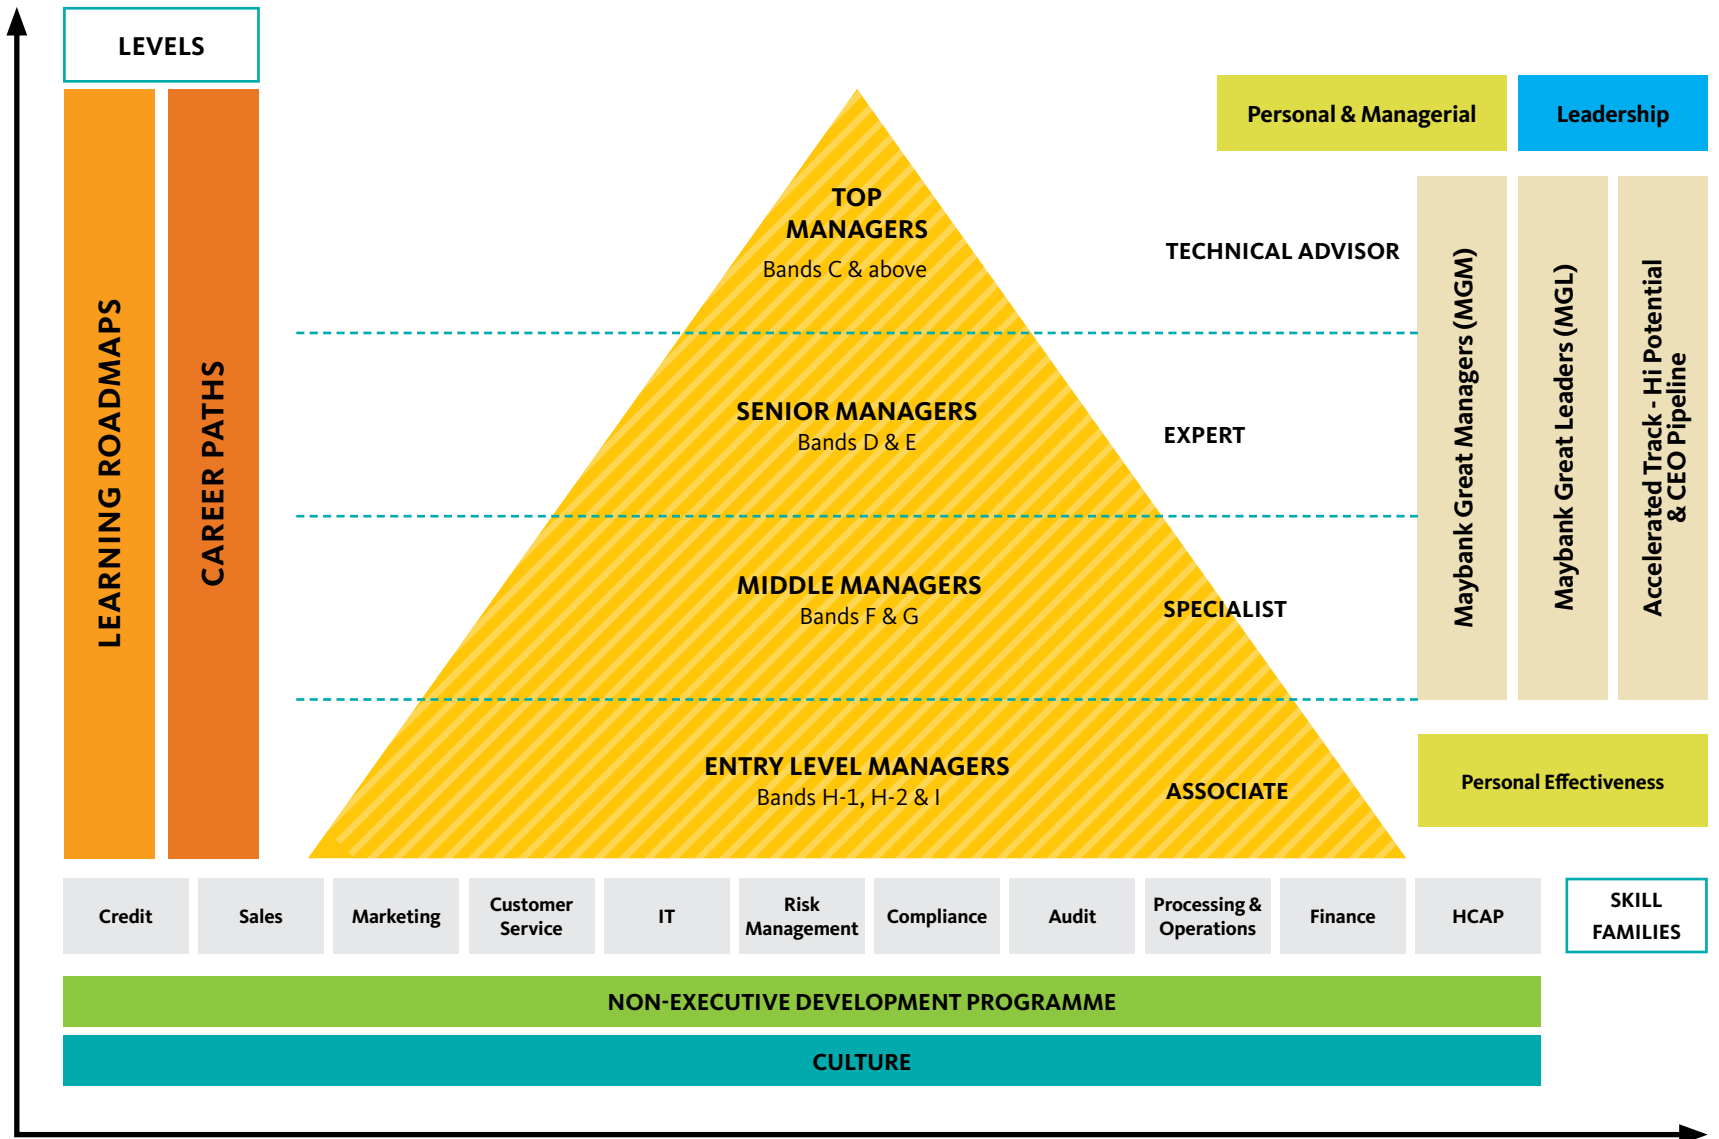 LEVELS
LEARNING ROADMAPS
CAREER PATHS
TOP
MANAGERS
Bands C & above
SENIOR MANAGERS
Bands D & E
MIDDLE MANAGERS
Bands F & G
ENTRY LEVEL MANAGERS
Bands H-1, H-2 & I
TECHNICAL ADVISOR
EXPERT
SPECIALIST
ASSOCIATE
Personal & Managerial
Leadership
Maybank Great Managers (MGM)
Maybank Great Leaders (MGL)
Accelerated Track - Hi Potential
& CEO Pipeline
Personal Effectiveness
Credit
Sales
Marketing
Customer
Service
IT
Risk
Management
Compliance
Audit
Processing &
Operations
Finance
HCAP
SKILL
FAMILIES
NON-EXECUTIVE DEVELOPMENT PROGRAMME
CULTURE